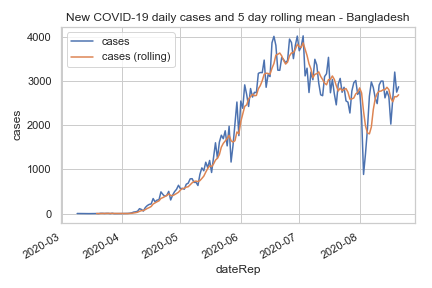 New COVID-19 daily cases and 5 day rolling mean - Bangladesh
cases
cases (rolling)
4000
3000
2000
1000
0
cases
2020-03
2020-04
2020-05
2020-06
2020-07
2020-08
dateRep